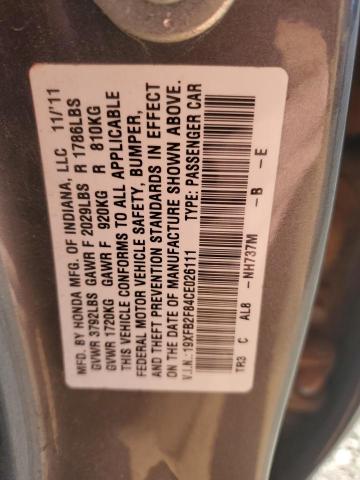 MFD. BY HONDA MFG. OF INDIANA, LLC 11/'11
GVWR 3792LBS GAWR F 2029LBS R 1786LBS
GVWR 1720KG GAWR F 920KG R 810KG
THIS VEHICLE CONFORMS TO ALL APPLICABLE
FEDERAL MOTOR VEHICLE SAFETY, BUMPER,
AND THEFT PREVENTION STANDARDS IN EFFECT
ON THE DATE OF MANUFACTURE SHOWN ABOVE.
V.I.N.:19XFB2F84CE026111 TYPE: PASSENGER CAR
TR3 C AL8 -NH737M -B -E